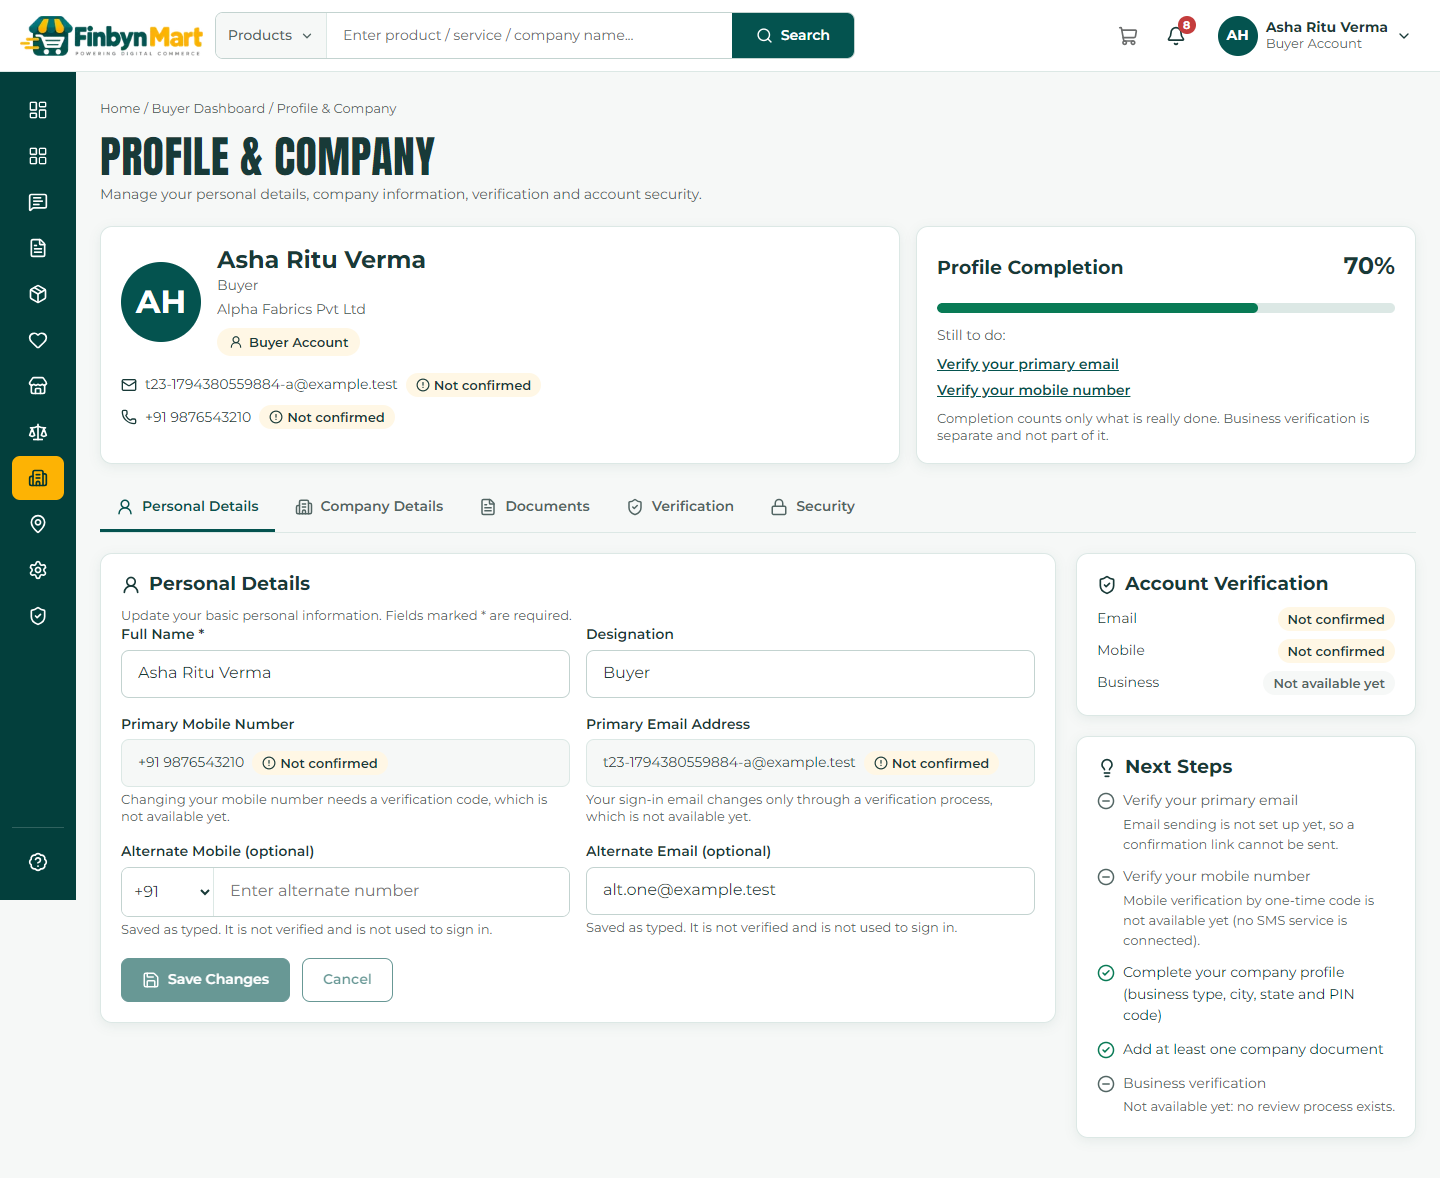 FinbynMart
POWERING DIGITAL COMMERCE
Products
Enter product / service / company name...
Search
8
AH
Asha Ritu Verma
Buyer Account
Home / Buyer Dashboard / Profile & Company
PROFILE & COMPANY
Manage your personal details, company information, verification and account security.
AH
Asha Ritu Verma
Buyer
Alpha Fabrics Pvt Ltd
Buyer Account
t23-1794380559884-a@example.test Not confirmed
+91 9876543210 Not confirmed
Profile Completion 70%
Still to do:
Verify your primary email
Verify your mobile number
Completion counts only what is really done. Business verification is
separate and not part of it.
Personal Details Company Details Documents Verification Security
Personal Details
Update your basic personal information. Fields marked * are required.
Full Name *
Asha Ritu Verma
Designation
Buyer
Primary Mobile Number
+91 9876543210 Not confirmed
Changing your mobile number needs a verification code, which is
not available yet.
Primary Email Address
t23-1794380559884-a@example.test Not confirmed
Your sign-in email changes only through a verification process,
which is not available yet.
Alternate Mobile (optional)
+91 Enter alternate number
Saved as typed. It is not verified and is not used to sign in.
Alternate Email (optional)
alt.one@example.test
Saved as typed. It is not verified and is not used to sign in.
Save Changes Cancel
Account Verification
Email Not confirmed
Mobile Not confirmed
Business Not available yet
Next Steps
Verify your primary email
Email sending is not set up yet, so a
confirmation link cannot be sent.
Verify your mobile number
Mobile verification by one-time code is
not available yet (no SMS service is
connected).
Complete your company profile
(business type, city, state and PIN
code)
Add at least one company document
Business verification
Not available yet: no review process exists.